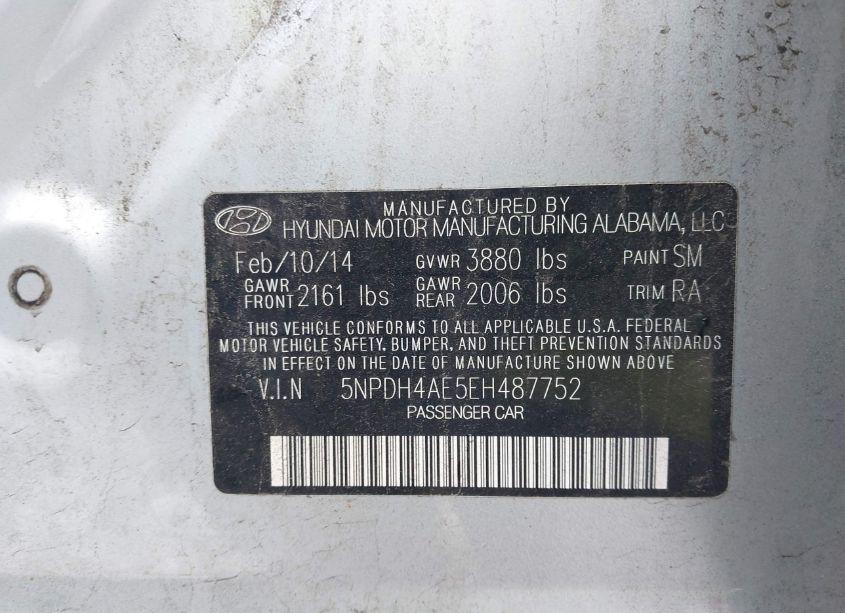 MANUFACTURED BY
HYUNDAI MOTOR MANUFACTURING ALABAMA, LLC
Feb/10/14 GVWR 3880 lbs PAINT SM
GAWR FRONT 2161 lbs GAWR REAR 2006 lbs TRIM RA
THIS VEHICLE CONFORMS TO ALL APPLICABLE U.S.A. FEDERAL
MOTOR VEHICLE SAFETY, BUMPER, AND THEFT PREVENTION STANDARDS
IN EFFECT ON THE DATE OF MANUFACTURE SHOWN ABOVE
V.I.N 5NPDH4AE5EH487752
PASSENGER CAR